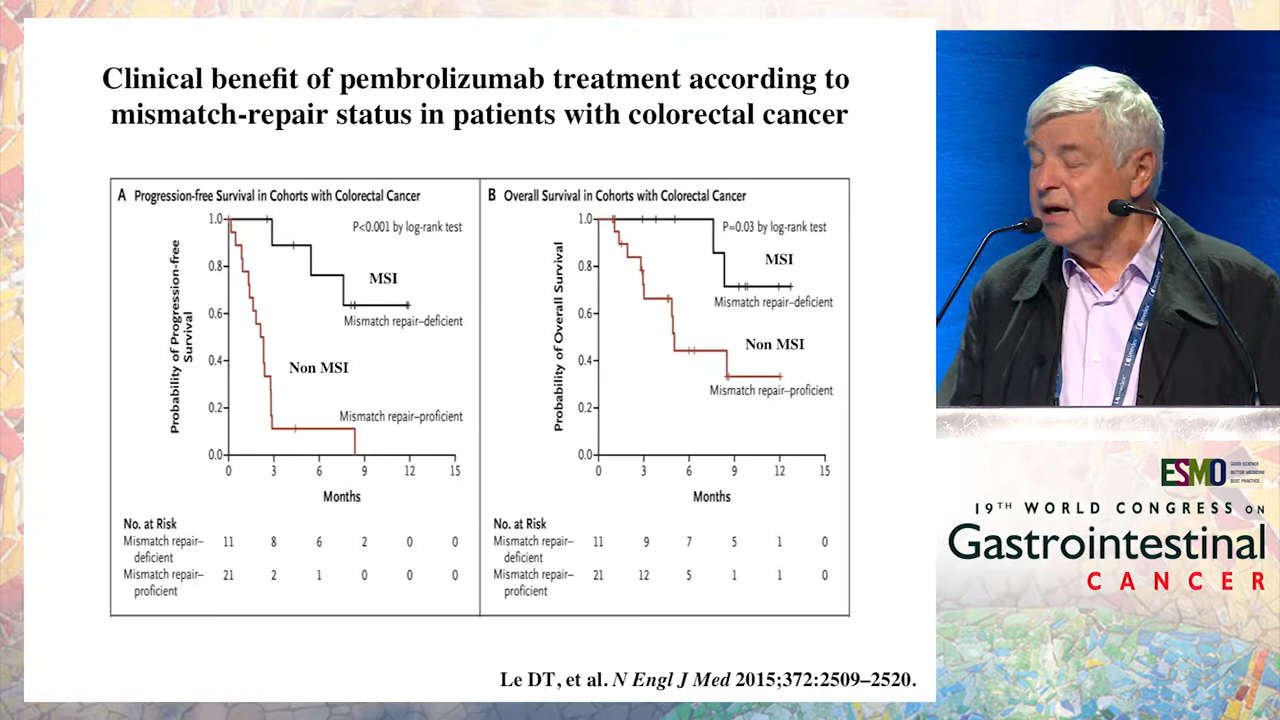 Clinical benefit of pembrolizumab treatment according to
mismatch-repair status in patients with colorectal cancer
A Progression-free Survival in Cohorts with Colorectal Cancer
Probability of Progression-free
Survival
1.0
0.8
0.6
0.4
0.2
0.0
P<0.001 by log-rank test
MSI
Mismatch repair–deficient
Non MSI
Mismatch repair–proficient
0 3 6 9 12 15
Months
No. at Risk
Mismatch repair–
deficient
11 8 6 2 0 0
Mismatch repair–
proficient
21 2 1 0 0 0
B Overall Survival in Cohorts with Colorectal Cancer
Probability of Overall Survival
1.0
0.8
0.6
0.4
0.2
0.0
P=0.03 by log-rank test
MSI
Mismatch repair–deficient
Non MSI
Mismatch repair–proficient
0 3 6 9 12 15
Months
No. at Risk
Mismatch repair–
deficient
11 9 7 5 1 0
Mismatch repair–
proficient
21 12 5 1 1 0
Le DT, et al. N Engl J Med 2015;372:2509–2520.
ESMO
GOOD SCIENCE
BETTER MEDICINE
BEST PRACTICE
19TH WORLD CONGRESS ON
Gastrointestinal
CANCER